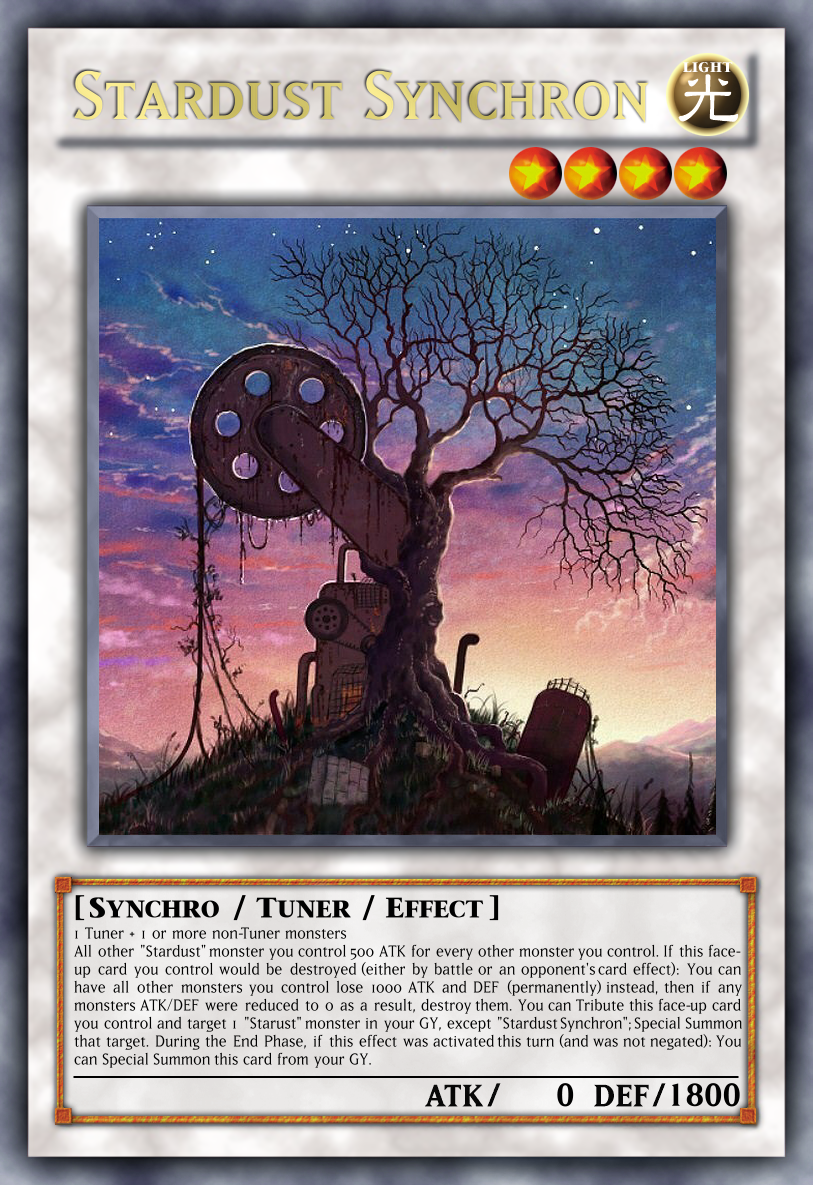 STARDUST SYNCHRON
LIGHT
光
[SYNCHRO / TUNER / EFFECT]
1 Tuner + 1 or more non-Tuner monsters
All other "Stardust" monster you control 500 ATK for every other monster you control. If this face-
up card you control would be destroyed (either by battle or an opponent's card effect): You can
have all other monsters you control lose 1000 ATK and DEF (permanently) instead, then if any
monsters ATK/DEF were reduced to 0 as a result, destroy them. You can Tribute this face-up card
you control and target 1 "Starust" monster in your GY, except "Stardust Synchron"; Special Summon
that target. During the End Phase, if this effect was activated this turn (and was not negated): You
can Special Summon this card from your GY.
ATK/ 0 DEF/1800